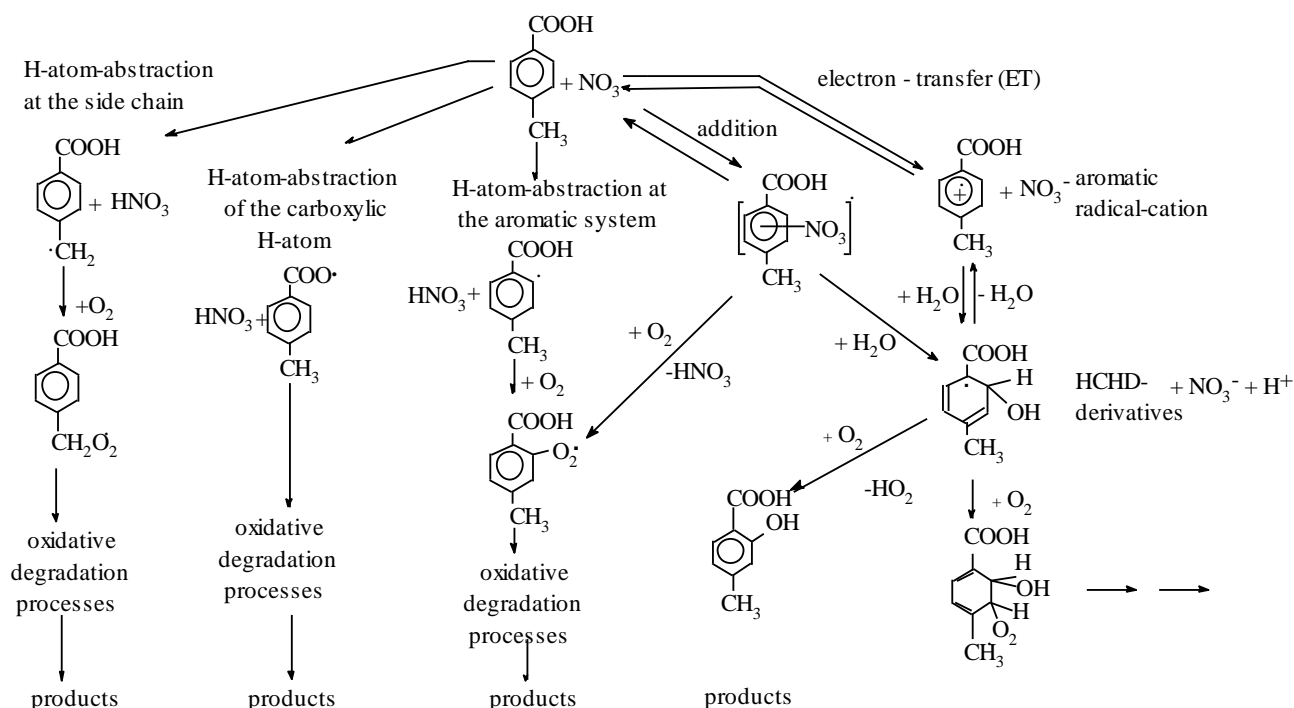 COOH
H-atom-abstraction
at the side chain
+ NO3
CH3
electron - transfer (ET)
addition
COOH
+ HNO3
·CH2
H-atom-abstraction
of the carboxylic
H-atom
H-atom-abstraction at
the aromatic system
COOH
NO3
CH3
COOH
+ NO3-
CH3
aromatic
radical-cation
+O2
COO•
HNO3+
CH3
COOH
HNO3+
CH3
+ O2
+ O2
-HNO3
+ H2O
+ H2O
- H2O
COOH
CH2O2
COOH
O2
CH3
COOH
H
OH
CH3
HCHD-
derivatives
+ NO3- + H+
+ O2
-HO2
+ O2
COOH
OH
CH3
COOH
H
OH
H
O2
CH3
oxidative
degradation
processes
oxidative
degradation
processes
oxidative
degradation
processes
products
products
products
products